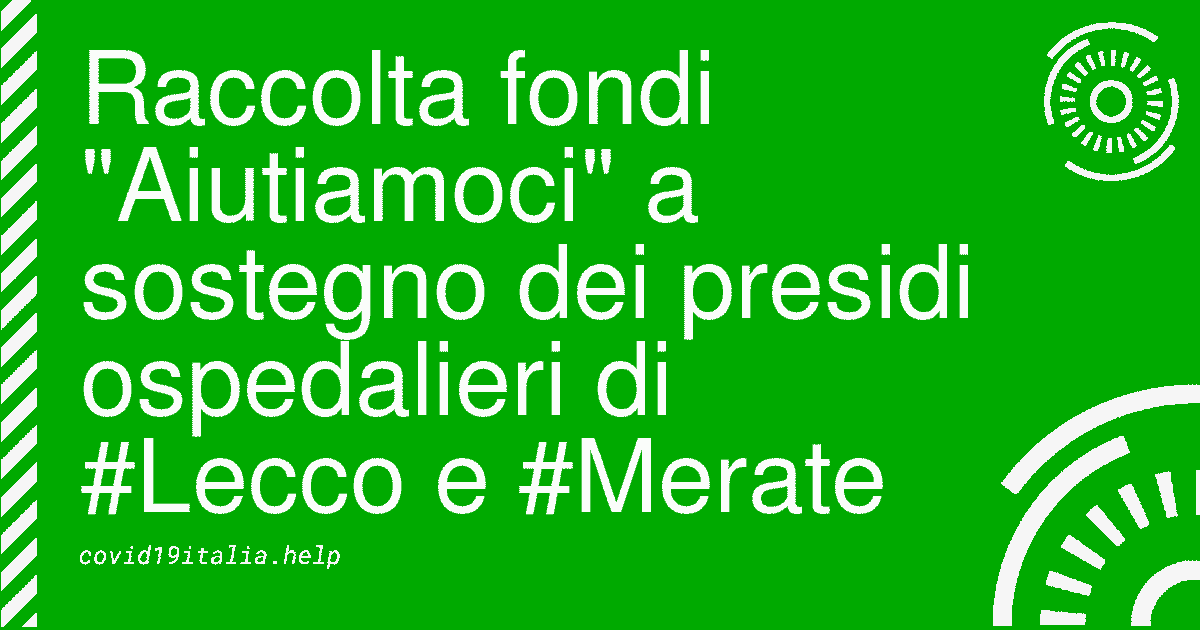 Raccolta fondi
"Aiutiamoci" a
sostegno dei presidi
ospedalieri di
#Lecco e #Merate
covid19italia.help